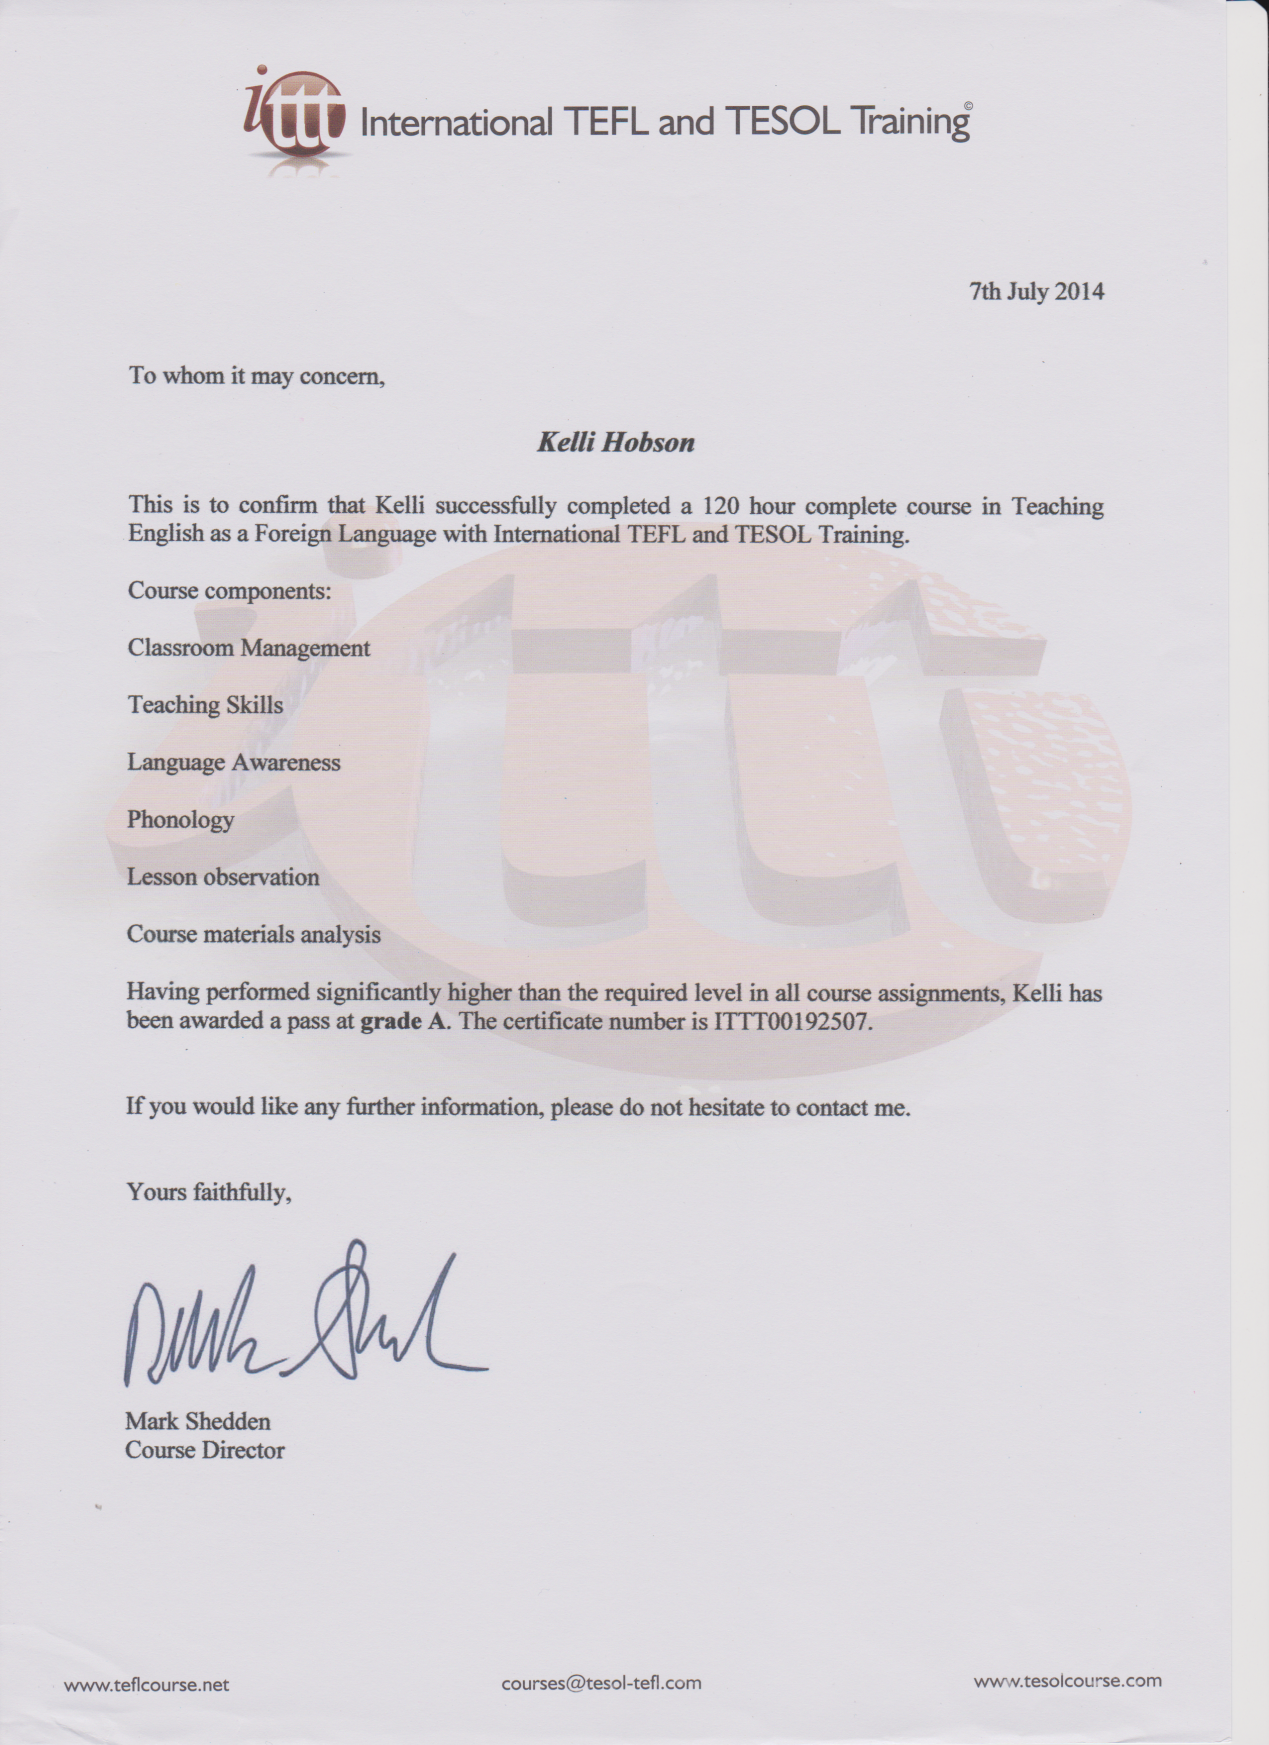 ittt International TEFL and TESOL Training©
7th July 2014
To whom it may concern,
Kelli Hobson
This is to confirm that Kelli successfully completed a 120 hour complete course in Teaching
English as a Foreign Language with International TEFL and TESOL Training.
Course components:
Classroom Management
Teaching Skills
Language Awareness
Phonology
Lesson observation
Course materials analysis
Having performed significantly higher than the required level in all course assignments, Kelli has
been awarded a pass at grade A. The certificate number is ITTT00192507.
If you would like any further information, please do not hesitate to contact me.
Yours faithfully,
Mark Shedden
Course Director
www.teflcourse.net courses@tesol-tefl.com www.tesolcourse.com